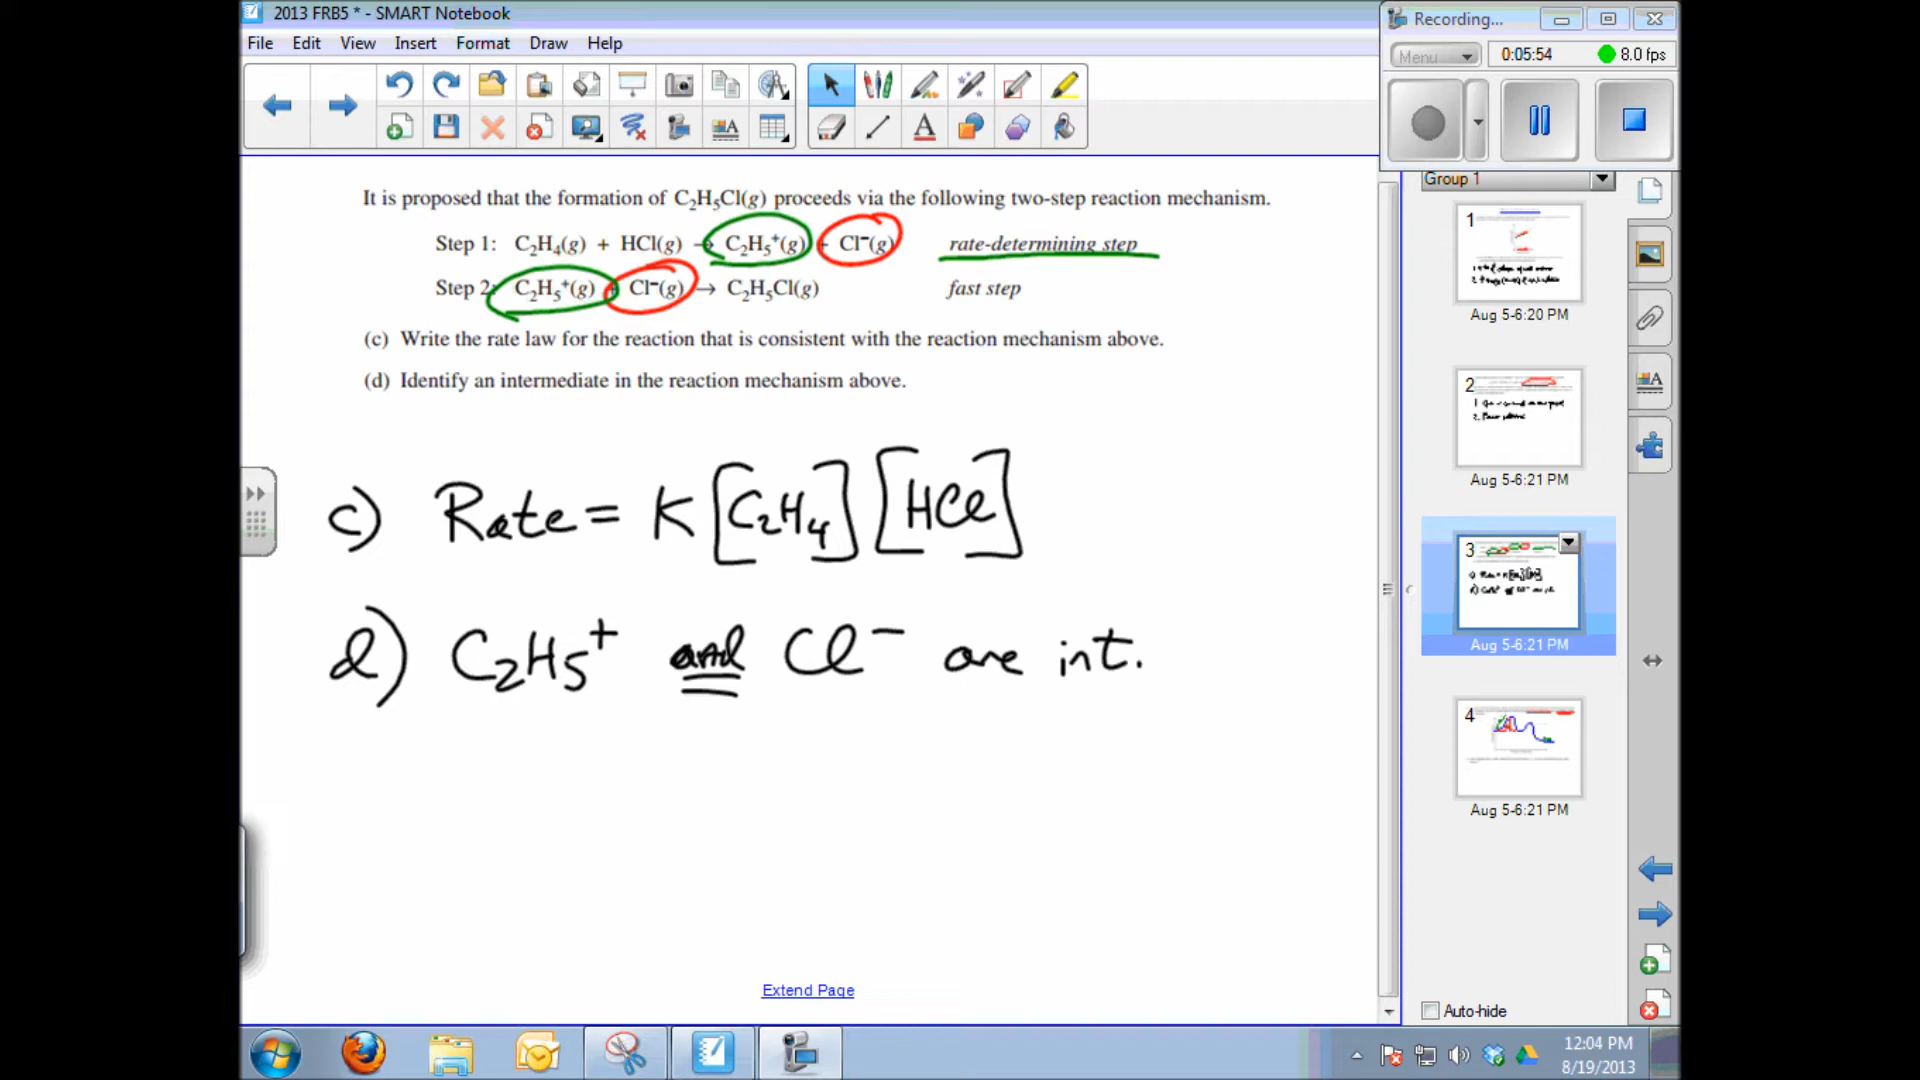 2013 FRB5 * - SMART Notebook
File Edit View Insert Format Draw Help
Recording...
Menu 0:05:54 8.0 fps
It is proposed that the formation of C₂H₅Cl(g) proceeds via the following two-step reaction mechanism.
Step 1: C₂H₄(g) + HCl(g) → C₂H₅⁺(g) + Cl⁻(g) rate-determining step
Step 2: C₂H₅⁺(g) + Cl⁻(g) → C₂H₅Cl(g) fast step
(c) Write the rate law for the reaction that is consistent with the reaction mechanism above.
(d) Identify an intermediate in the reaction mechanism above.
c) Rate = K [C₂H₄] [HCl]
d) C₂H₅⁺ and Cl⁻ are int.
Extend Page
Group 1
1
Aug 5-6:20 PM
2
Aug 5-6:21 PM
3
Aug 5-6:21 PM
4
Aug 5-6:21 PM
Auto-hide
12:04 PM
8/19/2013